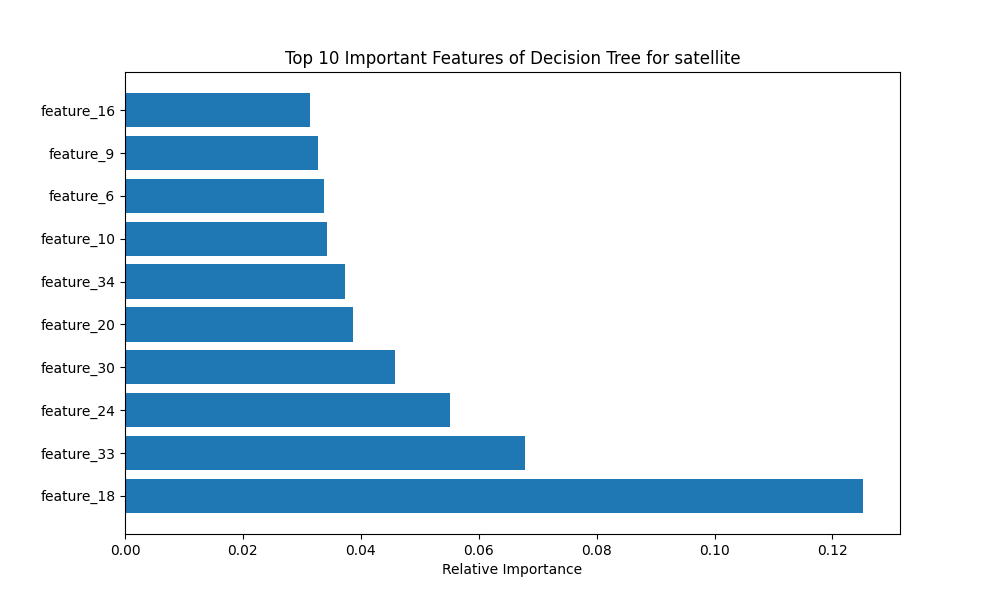 Top 10 Important Features of Decision Tree for satellite
feature_16
feature_9
feature_6
feature_10
feature_34
feature_20
feature_30
feature_24
feature_33
feature_18
0.00 0.02 0.04 0.06 0.08 0.10 0.12
Relative Importance